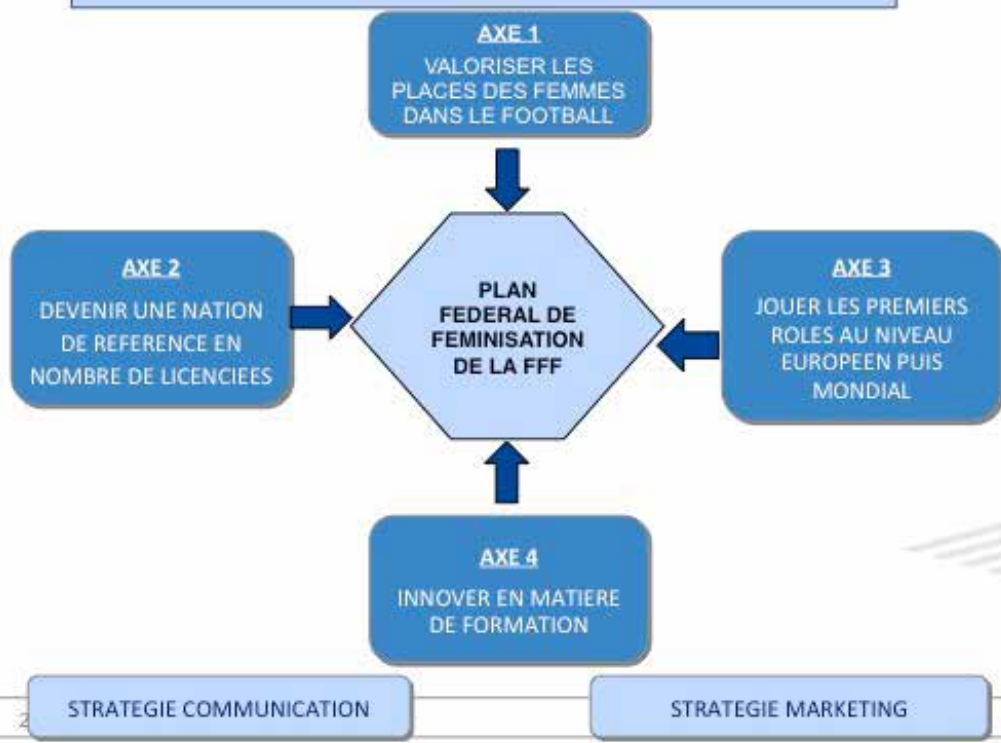 AXE 1
VALORISER LES
PLACES DES FEMMES
DANS LE FOOTBALL
AXE 2
DEVENIR UNE NATION
DE REFERENCE EN
NOMBRE DE LICENCIEES
PLAN
FEDERAL DE
FEMINISATION
DE LA FFF
AXE 3
JOUER LES PREMIERS
ROLES AU NIVEAU
EUROPEEN PUIS
MONDIAL
AXE 4
INNOVER EN MATIERE
DE FORMATION
2
STRATEGIE COMMUNICATION
STRATEGIE MARKETING